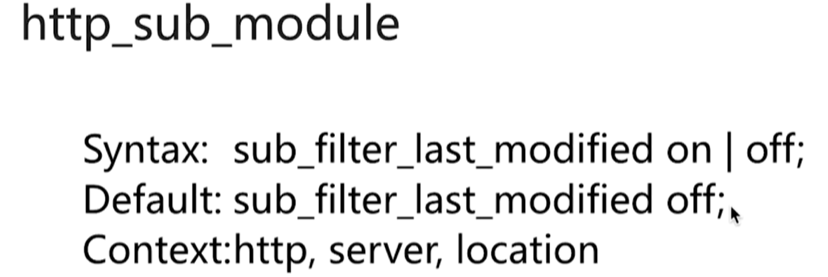 http_sub_module
Syntax: sub_filter_last_modified on | off;
Default: sub_filter_last_modified off;
Context:http, server, location